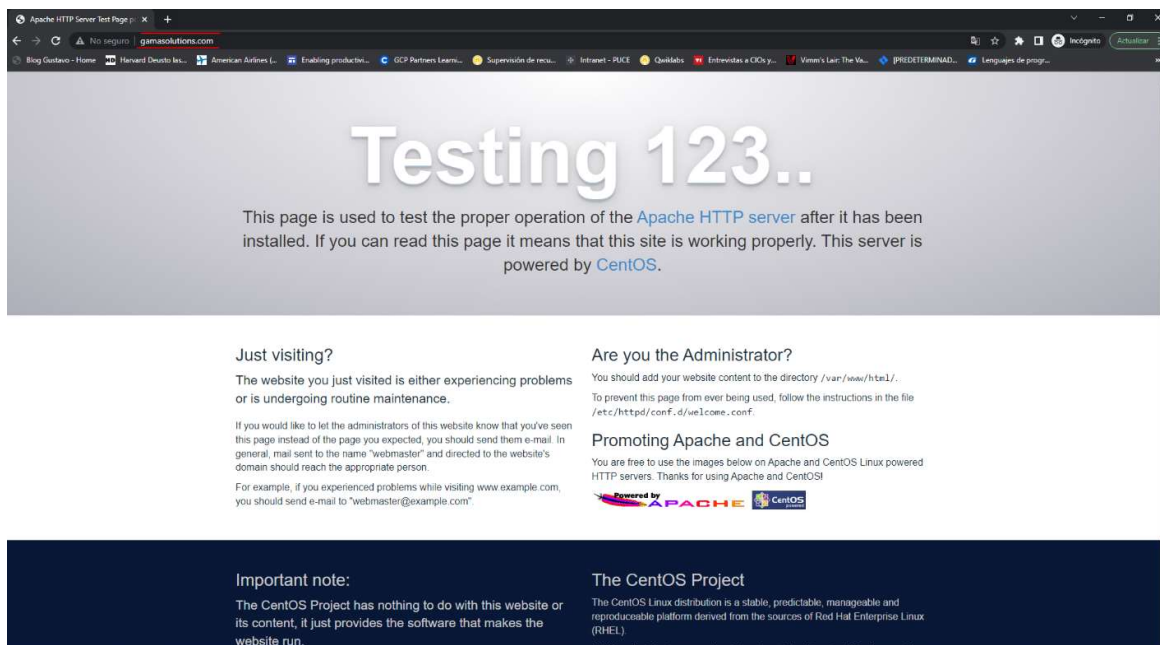 Apache HTTP Server Test Page p
No seguro | gamasolutions.com
Incógnito
Actualizar
Blog Gustavo - Home
Harvard Deusto las...
American Airlines (...
Enabling productivi...
GCP Partners Learni...
Supervisión de recu...
Intranet - PUCE
Qwiklabs
Entrevistas a CIOs y...
Vimm's Lair: The Va...
[PREDETERMINAD...
Lenguajes de progr...
Testing 123..
This page is used to test the proper operation of the Apache HTTP server after it has been
installed. If you can read this page it means that this site is working properly. This server is
powered by CentOS.
Just visiting?
The website you just visited is either experiencing problems
or is undergoing routine maintenance.
If you would like to let the administrators of this website know that you've seen
this page instead of the page you expected, you should send them e-mail. In
general, mail sent to the name "webmaster" and directed to the website's
domain should reach the appropriate person.
For example, if you experienced problems while visiting www.example.com,
you should send e-mail to "webmaster@example.com".
Are you the Administrator?
You should add your website content to the directory /var/www/html/.
To prevent this page from ever being used, follow the instructions in the file
/etc/httpd/conf.d/welcome.conf.
Promoting Apache and CentOS
You are free to use the images below on Apache and CentOS Linux powered
HTTP servers. Thanks for using Apache and CentOS!
Powered by
APACHE
CentOS
powered
Important note:
The CentOS Project has nothing to do with this website or
its content, it just provides the software that makes the
website run.
The CentOS Project
The CentOS Linux distribution is a stable, predictable, manageable and
reproduceable platform derived from the sources of Red Hat Enterprise Linux
(RHEL).